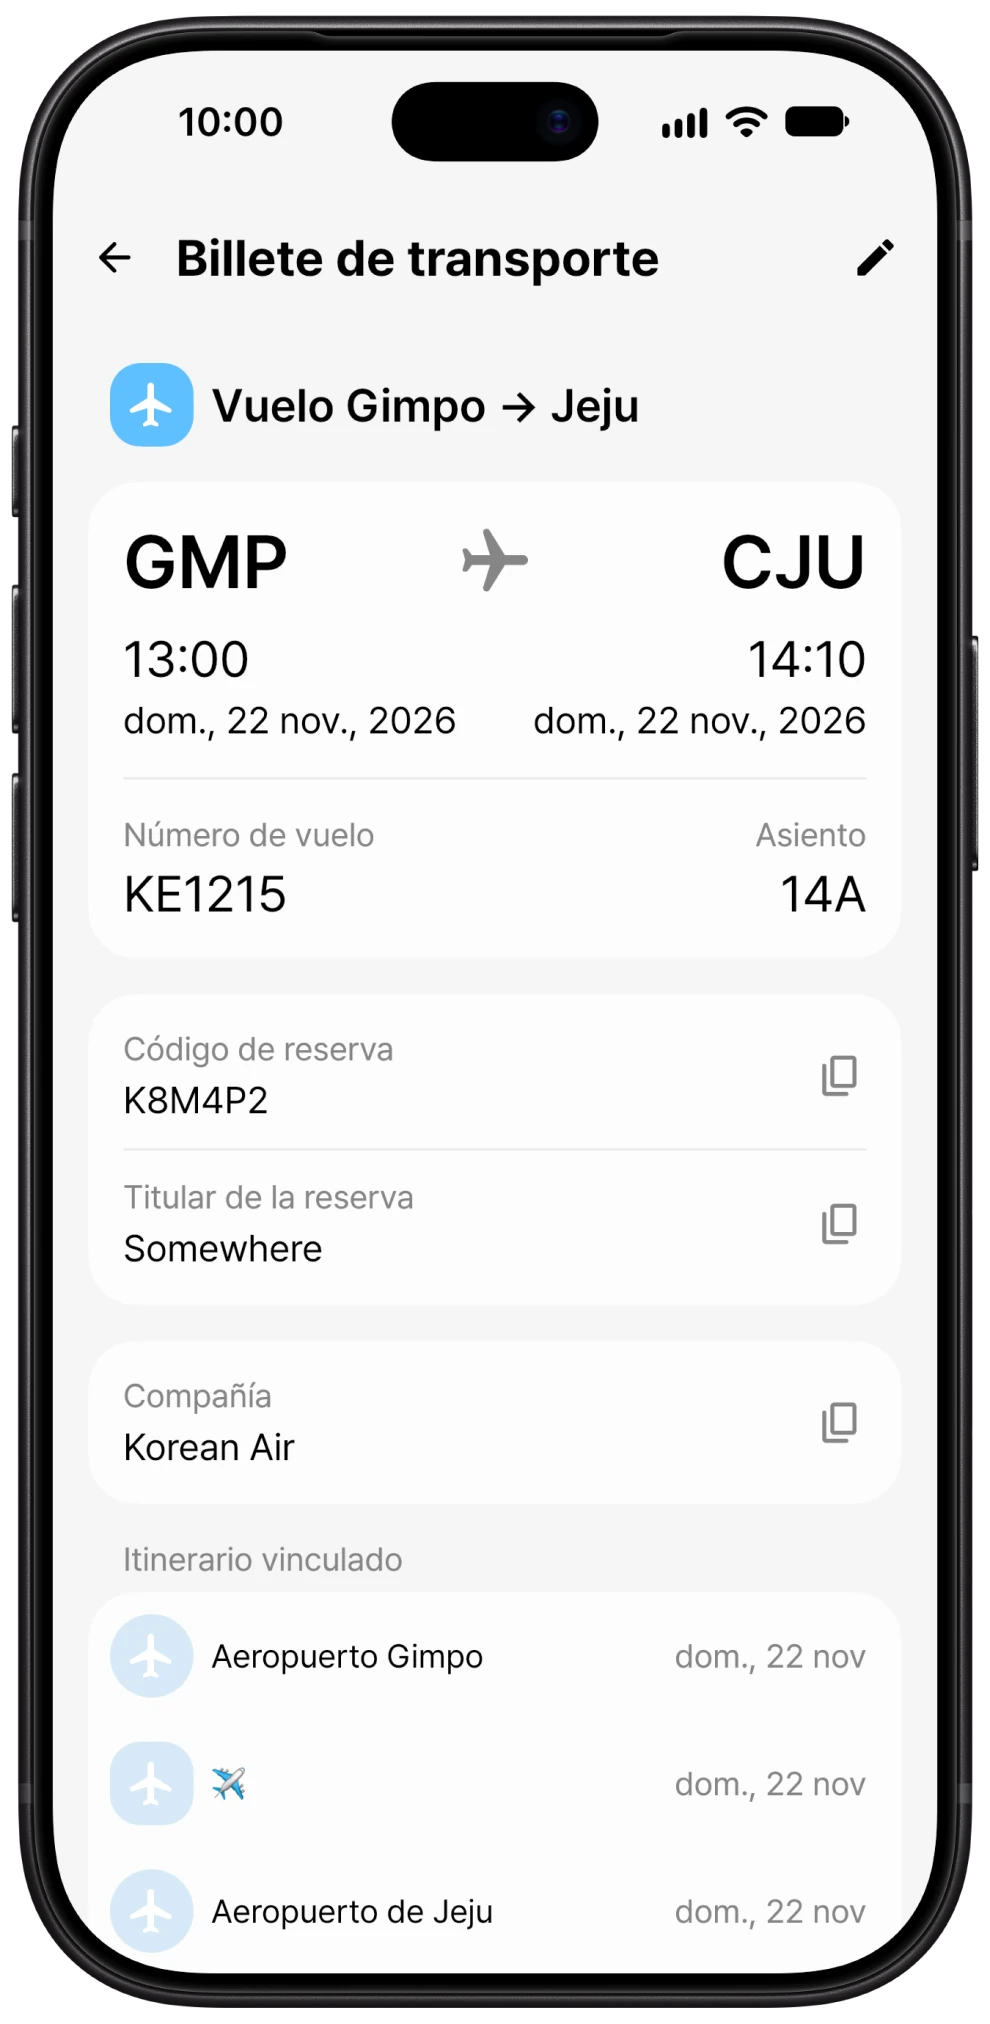 10:00
Billete de transporte
Vuelo Gimpo → Jeju
GMP CJU
13:00 14:10
dom., 22 nov., 2026 dom., 22 nov., 2026
Número de vuelo Asiento
KE1215 14A
Código de reserva
K8M4P2
Titular de la reserva
Somewhere
Compañía
Korean Air
Itinerario vinculado
Aeropuerto Gimpo dom., 22 nov
✈️ dom., 22 nov
Aeropuerto de Jeju dom., 22 nov